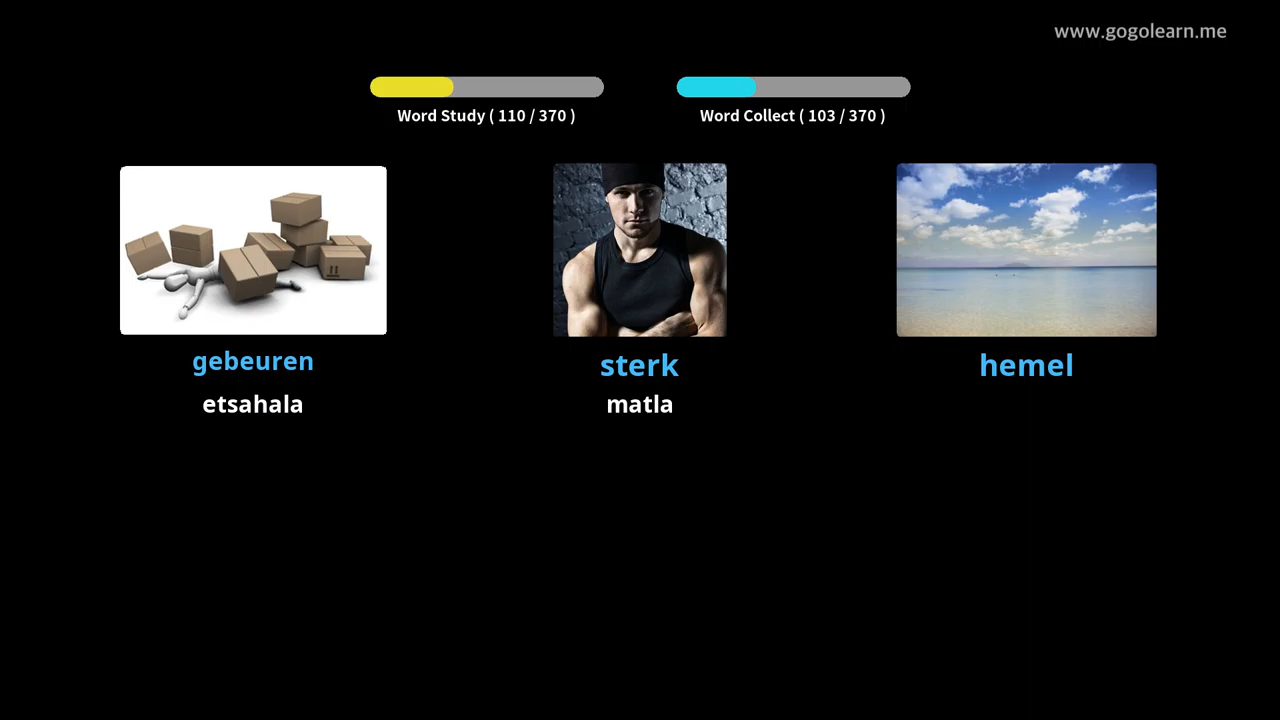 www.gogolearn.me
Word Study ( 110 / 370 )
Word Collect ( 103 / 370 )
gebeuren
sterk
hemel
etsahala
matla